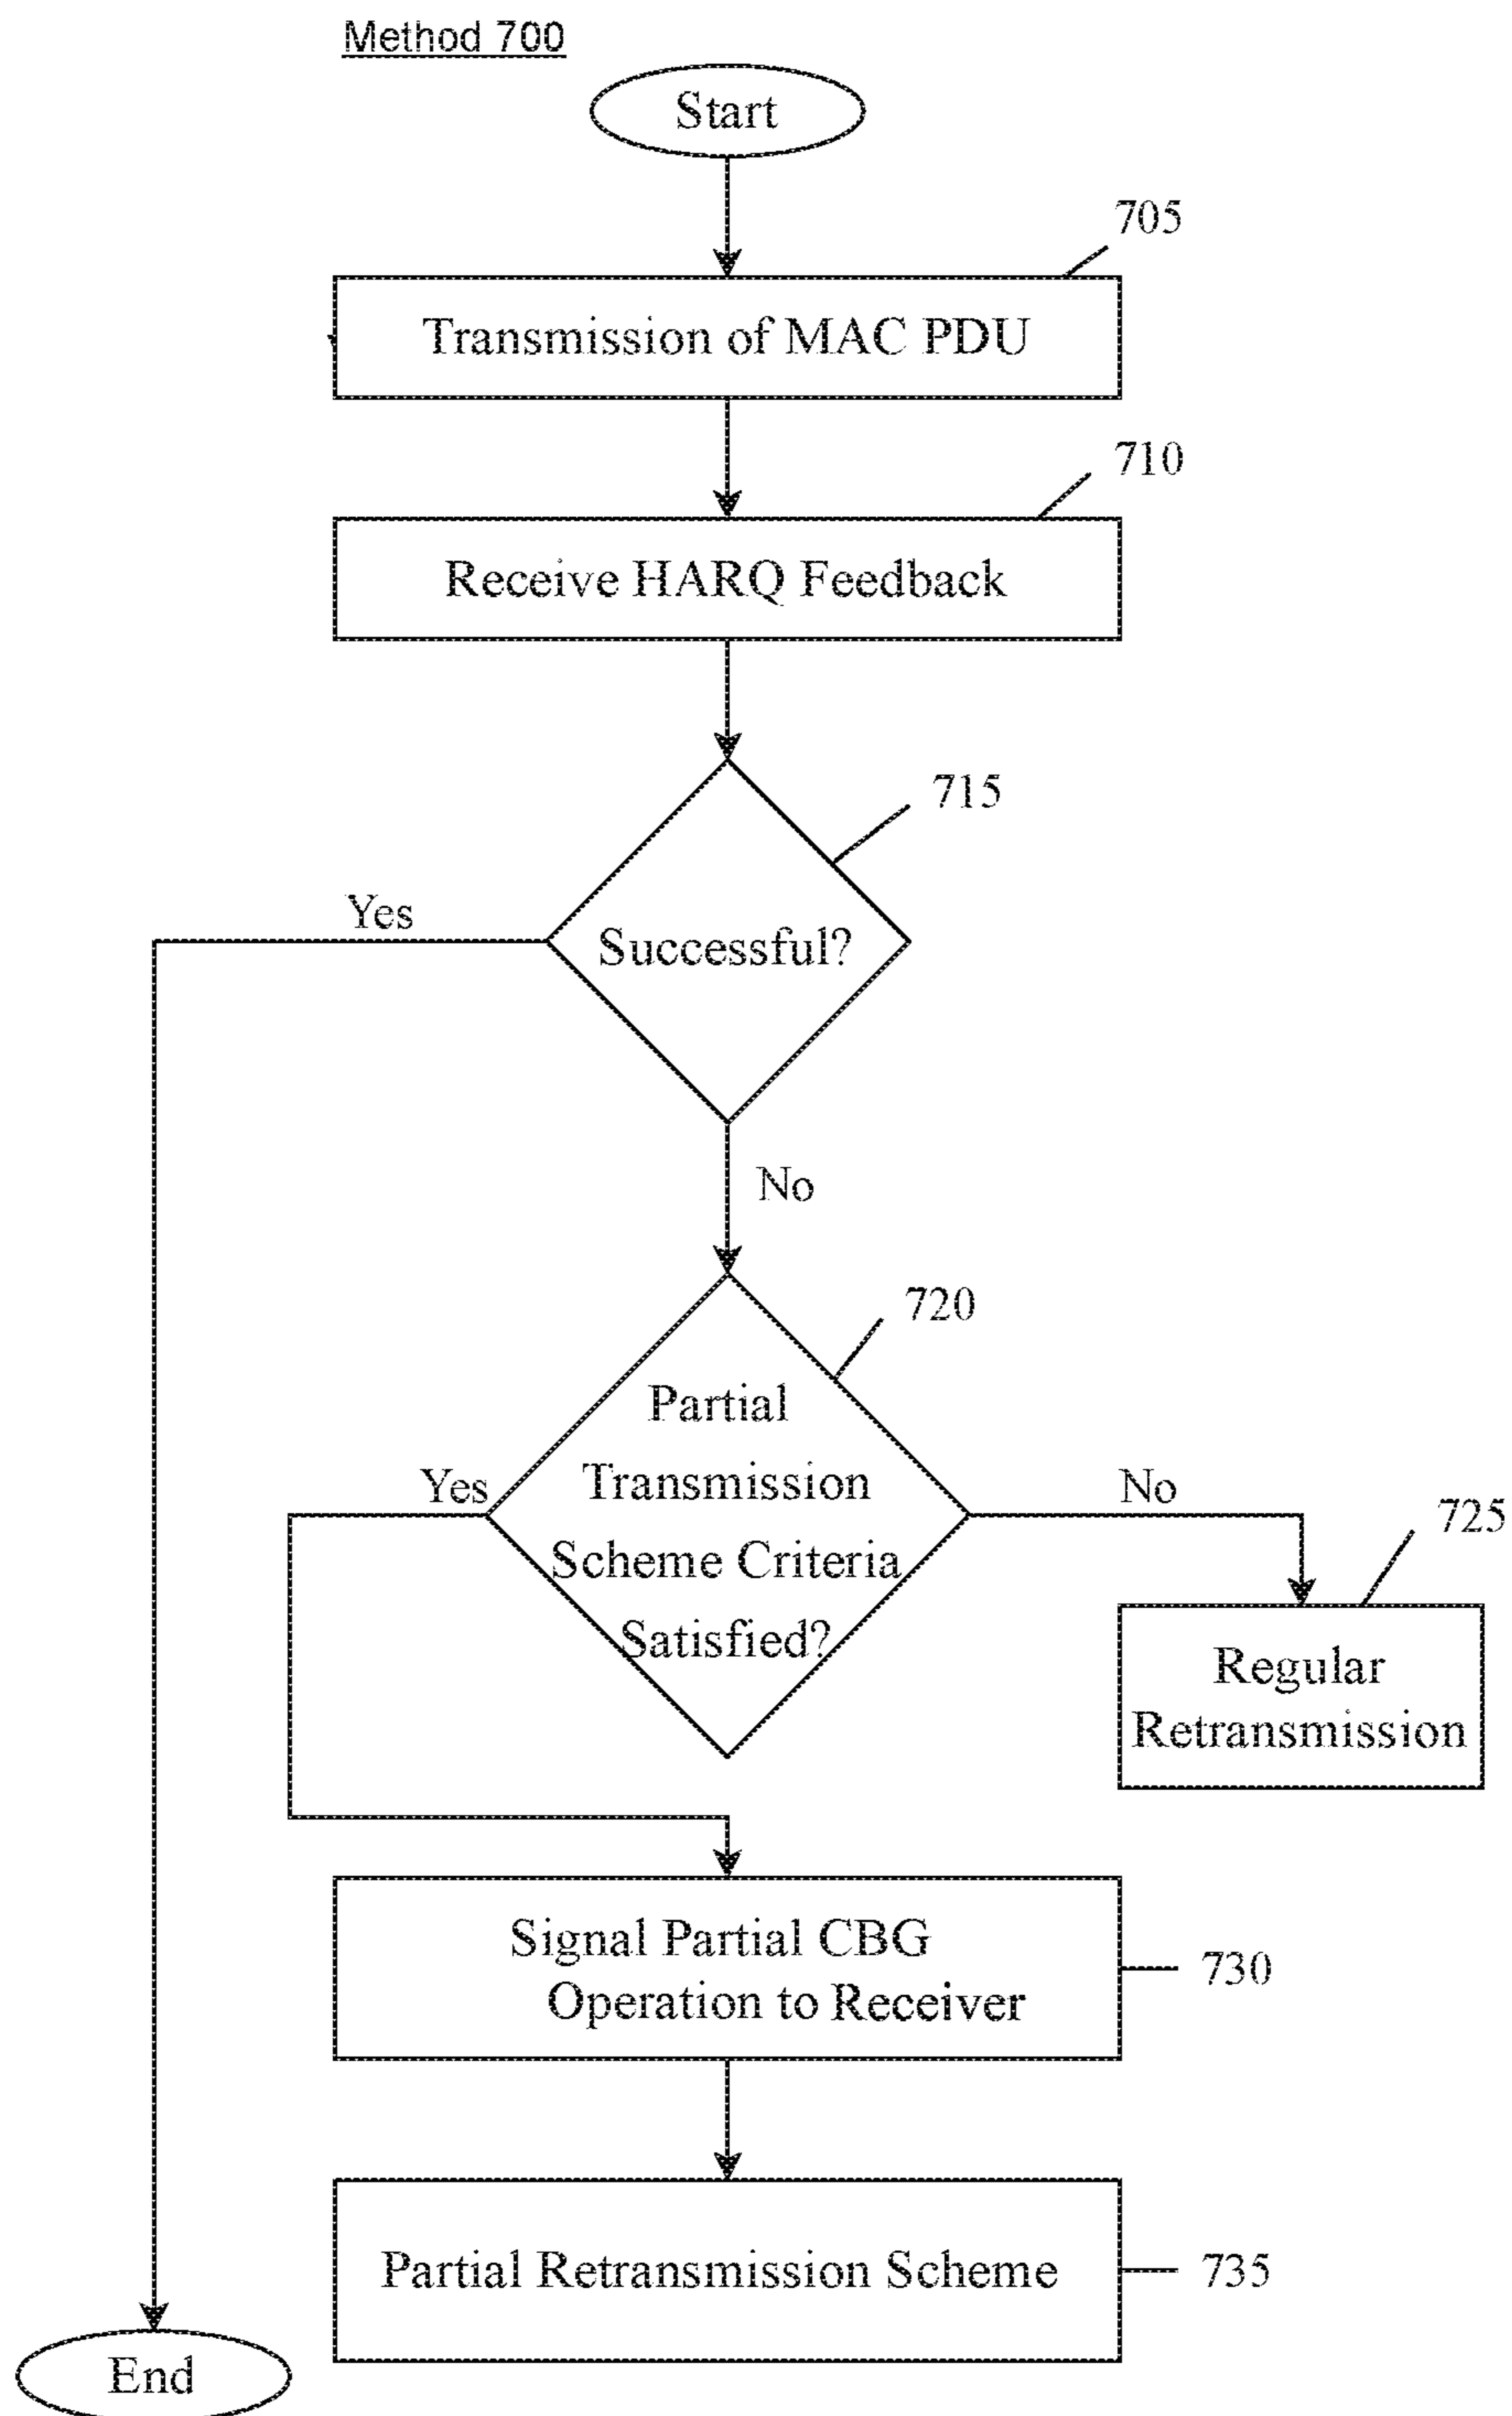 Method 700
Start
705
Transmission of MAC PDU
710
Receive HARQ Feedback
715
Yes
Successful?
No
720
Partial
Transmission
Scheme Criteria
Satisfied?
Yes
No
725
Regular
Retransmission
Signal Partial CBG
Operation to Receiver
730
Partial Retransmission Scheme
735
End